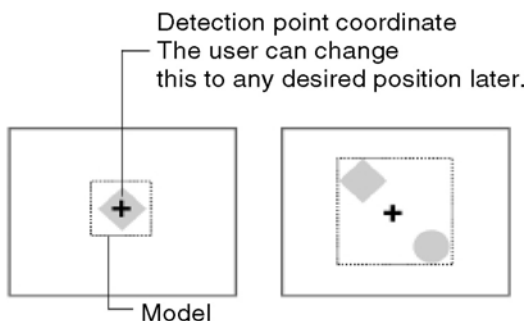 Detection point coordinate
The user can change
this to any desired position later.
Model